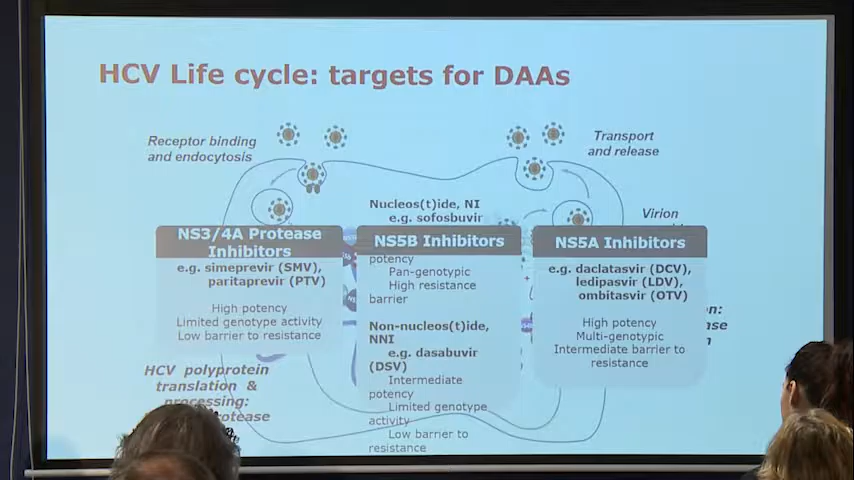 HCV Life cycle: targets for DAAs
Receptor binding
and endocytosis
Transport
and release
Virion
NS3/4A Protease
Inhibitors
e.g. simeprevir (SMV),
paritaprevir (PTV)
High potency
Limited genotype activity
Low barrier to resistance
Nucleos(t)ide, NI
e.g. sofosbuvir
NS5B Inhibitors
potency
Pan-genotypic
High resistance
barrier
Non-nucleos(t)ide,
NNI
e.g. dasabuvir
(DSV)
Intermediate
potency
Limited genotype
activity
Low barrier to
resistance
NS5A Inhibitors
e.g. daclatasvir (DCV),
ledipasvir (LDV),
ombitasvir (OTV)
High potency
Multi-genotypic
Intermediate barrier to
resistance
HCV polyprotein
translation &
processing: